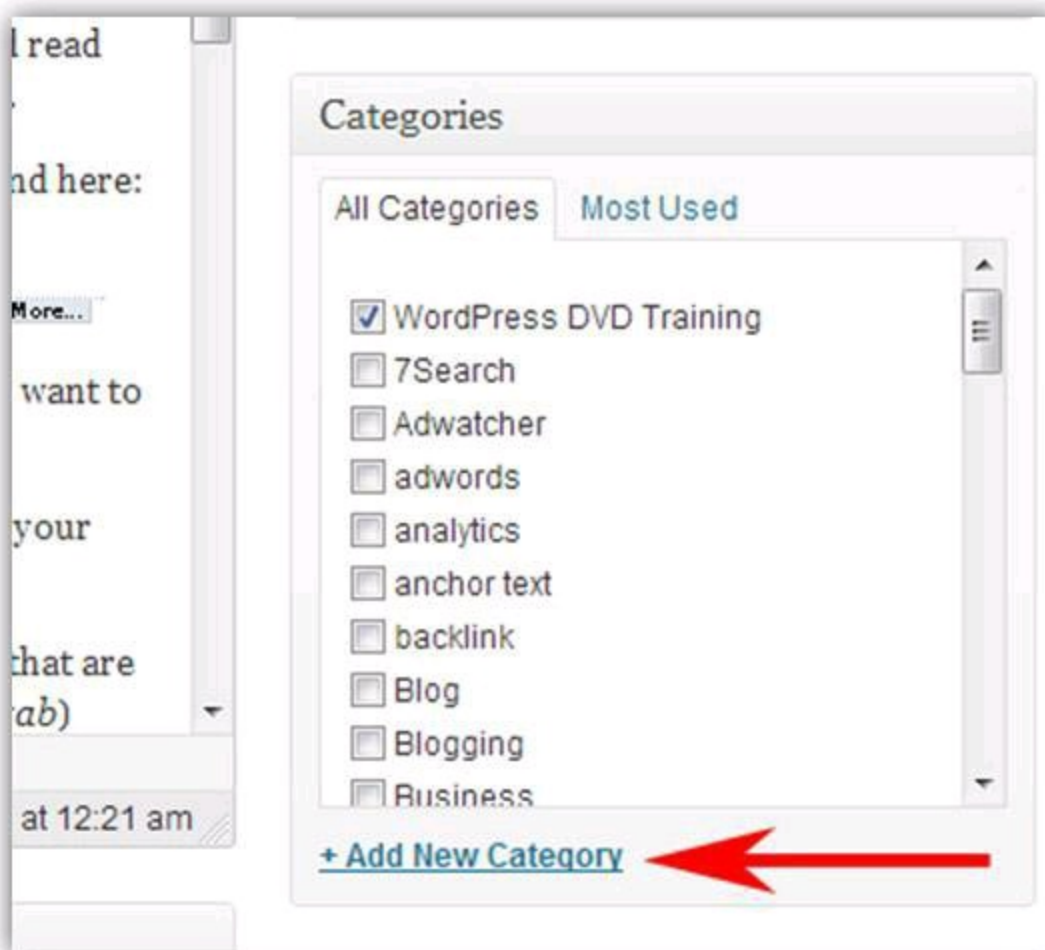 l read
.
nd here:
More...
want to
your
that are
ab)
at 12:21 am
Categories
All Categories Most Used
WordPress DVD Training
7Search
Adwatcher
adwords
analytics
anchor text
backlink
Blog
Blogging
Business
+ Add New Category